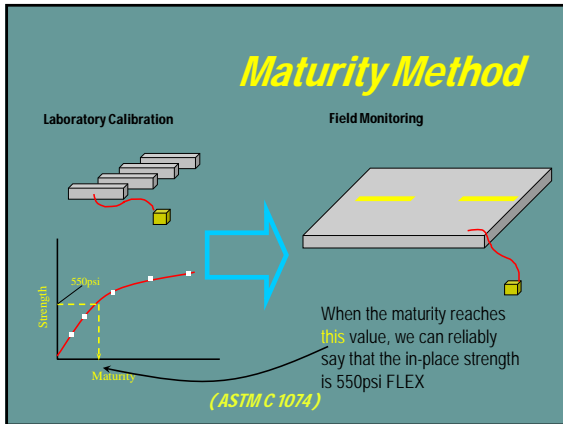 Maturity Method
Laboratory Calibration
Field Monitoring
550psi
Strength
Maturity
When the maturity reaches
this value, we can reliably
say that the in-place strength
is 550psi FLEX
(ASTM C 1074)